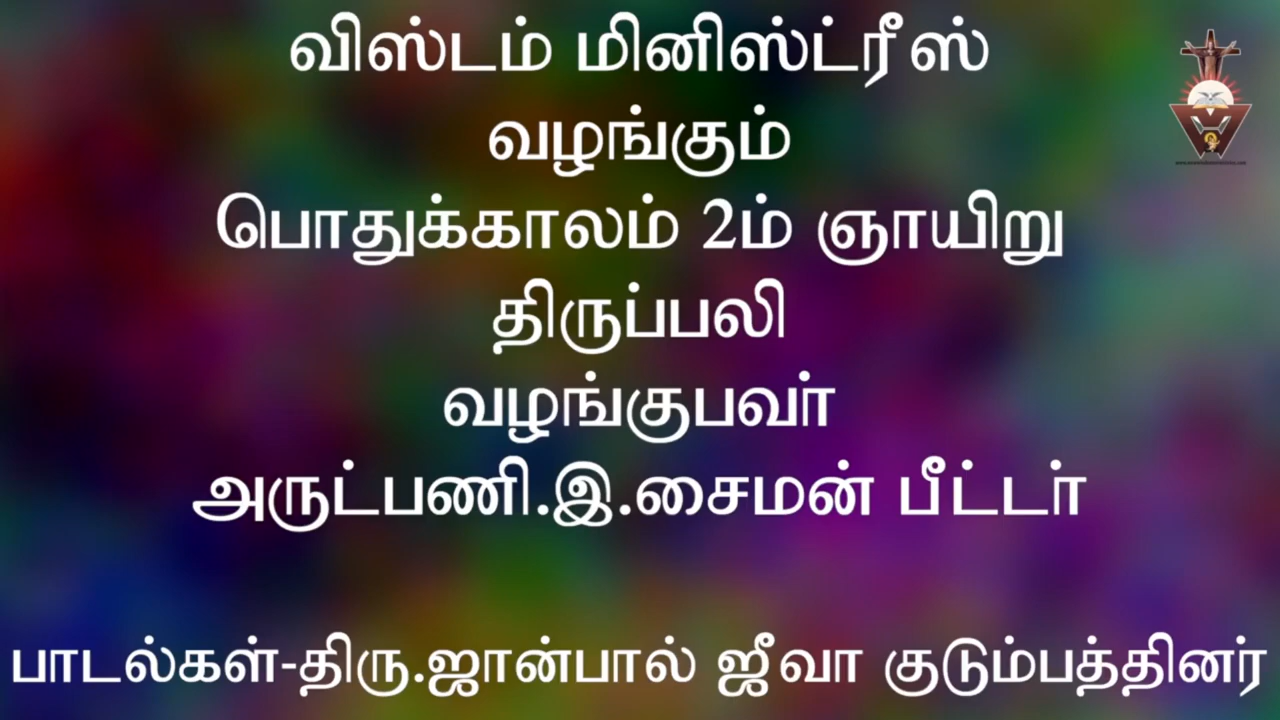 விஸ்டம் மினிஸ்ட்ரீஸ்
வழங்கும்
பொதுக்காலம் 2ம் ஞாயிறு
திருப்பலி
வழங்குபவர்
அருட்பணி.இ.சைமன் பீட்டர்
பாடல்கள்-திரு.ஜான்பால் ஜீவா குடும்பத்தினர்